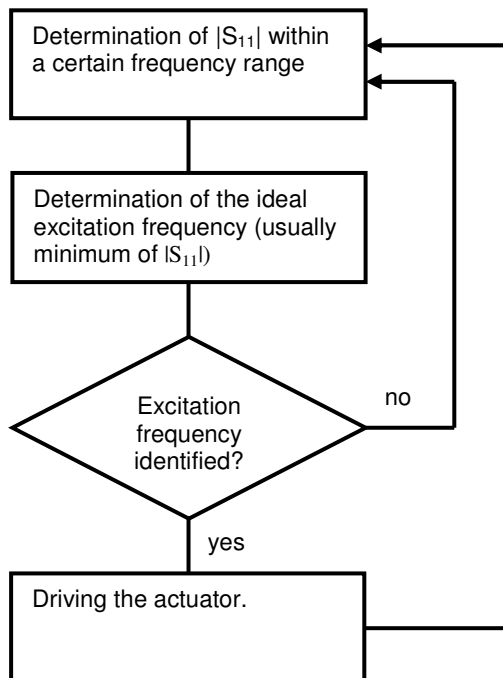 Determination of |S₁₁| within
a certain frequency range
Determination of the ideal
excitation frequency (usually
minimum of |S₁₁|)
Excitation
frequency
identified?
no
yes
Driving the actuator.